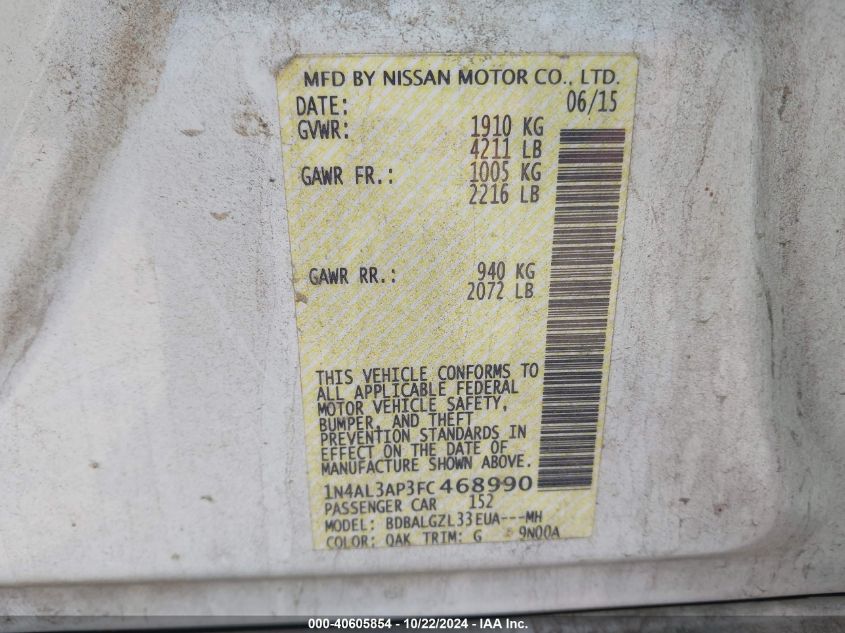 MFD BY NISSAN MOTOR CO., LTD.
DATE: 06/15
GVWR: 1910 KG
4211 LB
GAWR FR.: 1005 KG
2216 LB
GAWR RR.: 940 KG
2072 LB
THIS VEHICLE CONFORMS TO
ALL APPLICABLE FEDERAL
MOTOR VEHICLE SAFETY,
BUMPER, AND THEFT
PREVENTION STANDARDS IN
EFFECT ON THE DATE OF
MANUFACTURE SHOWN ABOVE.
1N4AL3AP3FC468990
PASSENGER CAR 152
MODEL: BDBALGZL33EUA---MH
COLOR: QAK TRIM: G 9N00A
000-40605854 - 10/22/2024 - IAA Inc.